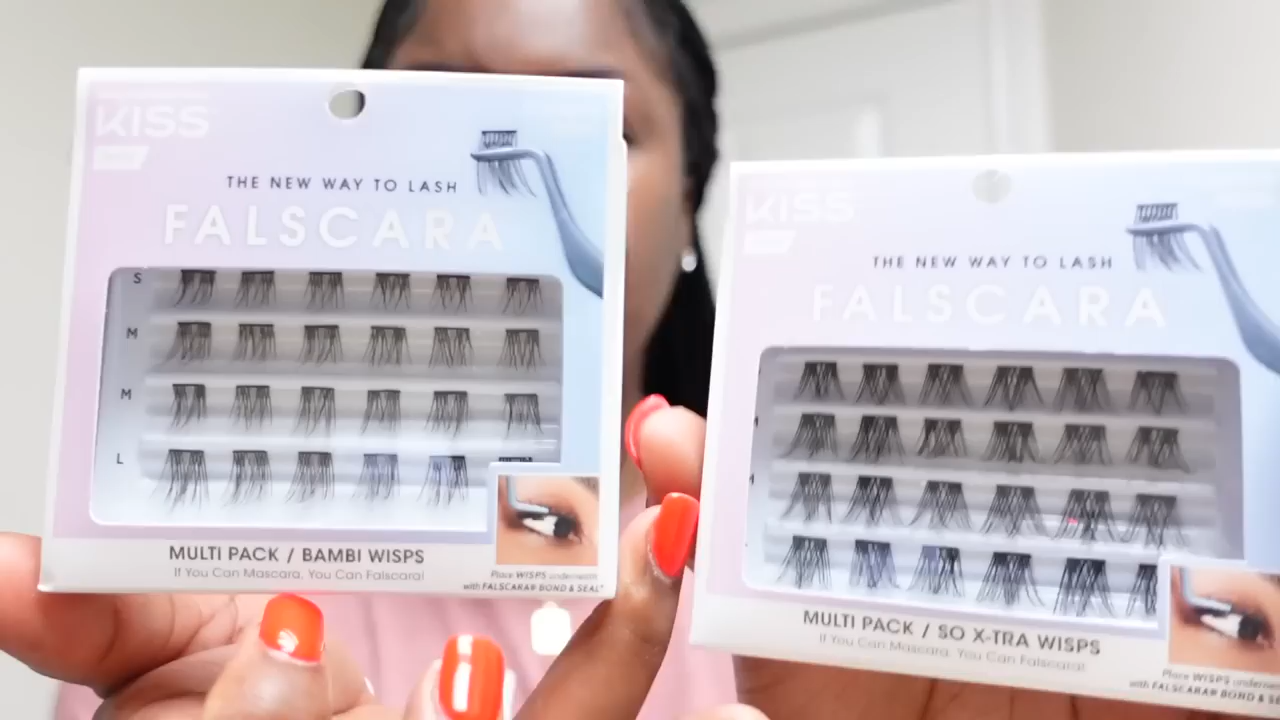 KISS
THE NEW WAY TO LASH
FALSCARA
S
M
M
L
MULTI PACK / BAMBI WISPS
If You Can Mascara, You Can Falscara!
Place WISPS underneath
with FALSCARA® BOND & SEAL*
KISS
THE NEW WAY TO LASH
FALSCARA
MULTI PACK / SO X-TRA WISPS
If You Can Mascara, You Can Falscara!
Place WISPS
with FALSCARA® BOND &